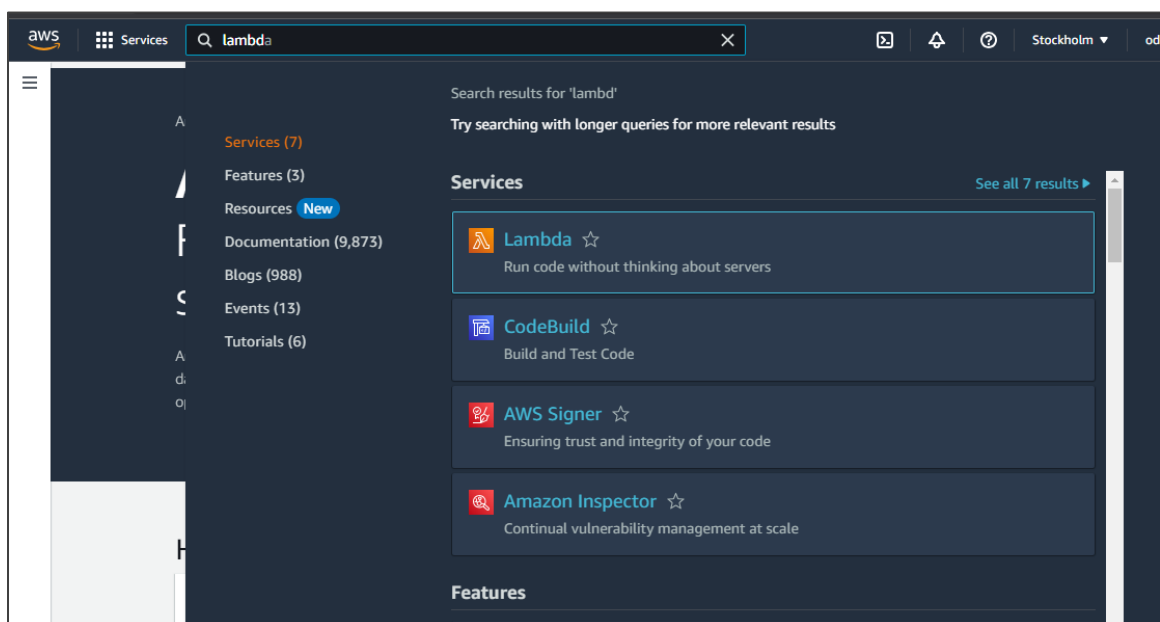 aws
Services
lambda
Stockholm
od
Search results for 'lambd'
Try searching with longer queries for more relevant results
Services (7)
Features (3)
Resources New
Documentation (9,873)
Blogs (988)
Events (13)
Tutorials (6)
Services
See all 7 results
Lambda
Run code without thinking about servers
CodeBuild
Build and Test Code
AWS Signer
Ensuring trust and integrity of your code
Amazon Inspector
Continual vulnerability management at scale
Features